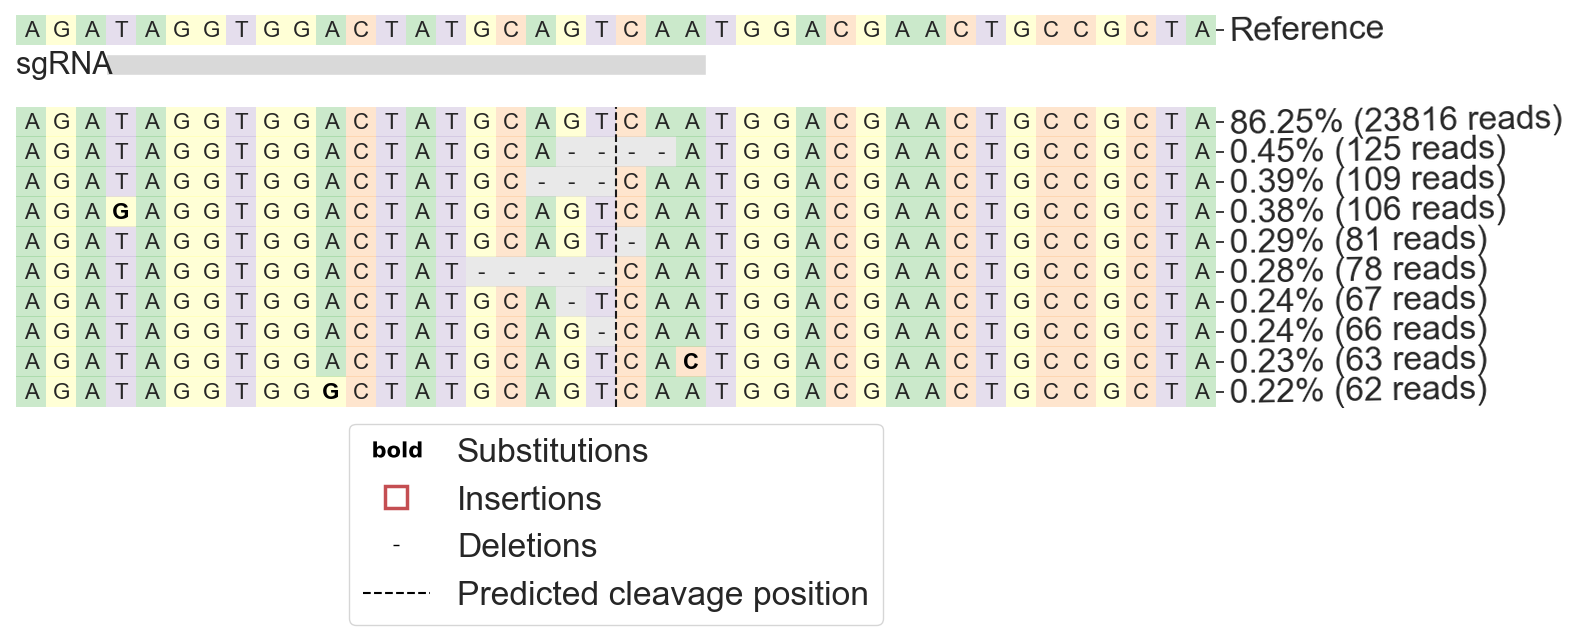 A G A T A G G T G G A C T A T G C A G T C A A T G G A C G A A C T G C C G C T A Reference
sgRNA
A G A T A G G T G G A C T A T G C A G T C A A T G G A C G A A C T G C C G C T A 86.25% (23816 reads)
A G A T A G G T G G A C T A T G C A - - - - A T G G A C G A A C T G C C G C T A 0.45% (125 reads)
A G A T A G G T G G A C T A T G C - - - C A A T G G A C G A A C T G C C G C T A 0.39% (109 reads)
A G A G A G G T G G A C T A T G C A G T C A A T G G A C G A A C T G C C G C T A 0.38% (106 reads)
A G A T A G G T G G A C T A T G C A G T - A A T G G A C G A A C T G C C G C T A 0.29% (81 reads)
A G A T A G G T G G A C T A T - - - - - C A A T G G A C G A A C T G C C G C T A 0.28% (78 reads)
A G A T A G G T G G A C T A T G C A - T C A A T G G A C G A A C T G C C G C T A 0.24% (67 reads)
A G A T A G G T G G A C T A T G C A G - C A A T G G A C G A A C T G C C G C T A 0.24% (66 reads)
A G A T A G G T G G A C T A T G C A G T C A C T G G A C G A A C T G C C G C T A 0.23% (63 reads)
A G A T A G G T G G G C T A T G C A G T C A A T G G A C G A A C T G C C G C T A 0.22% (62 reads)
bold Substitutions
Insertions
- Deletions
Predicted cleavage position